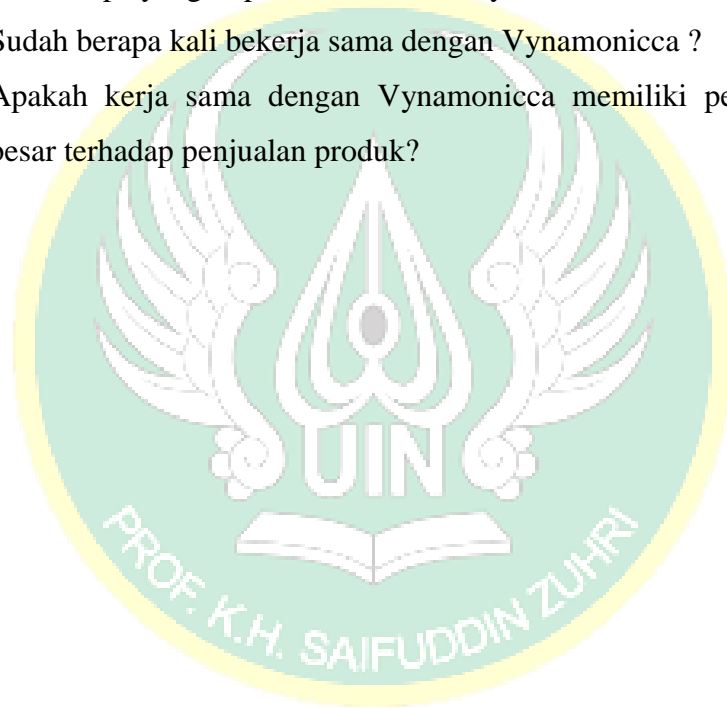 Sudah berapa kali bekerja sama dengan Vynamonicca ?
Apakah kerja sama dengan Vynamonicca memiliki
besar terhadap penjualan produk?
UIN
PROF. K.H. SAIFUDDIN ZUHRI